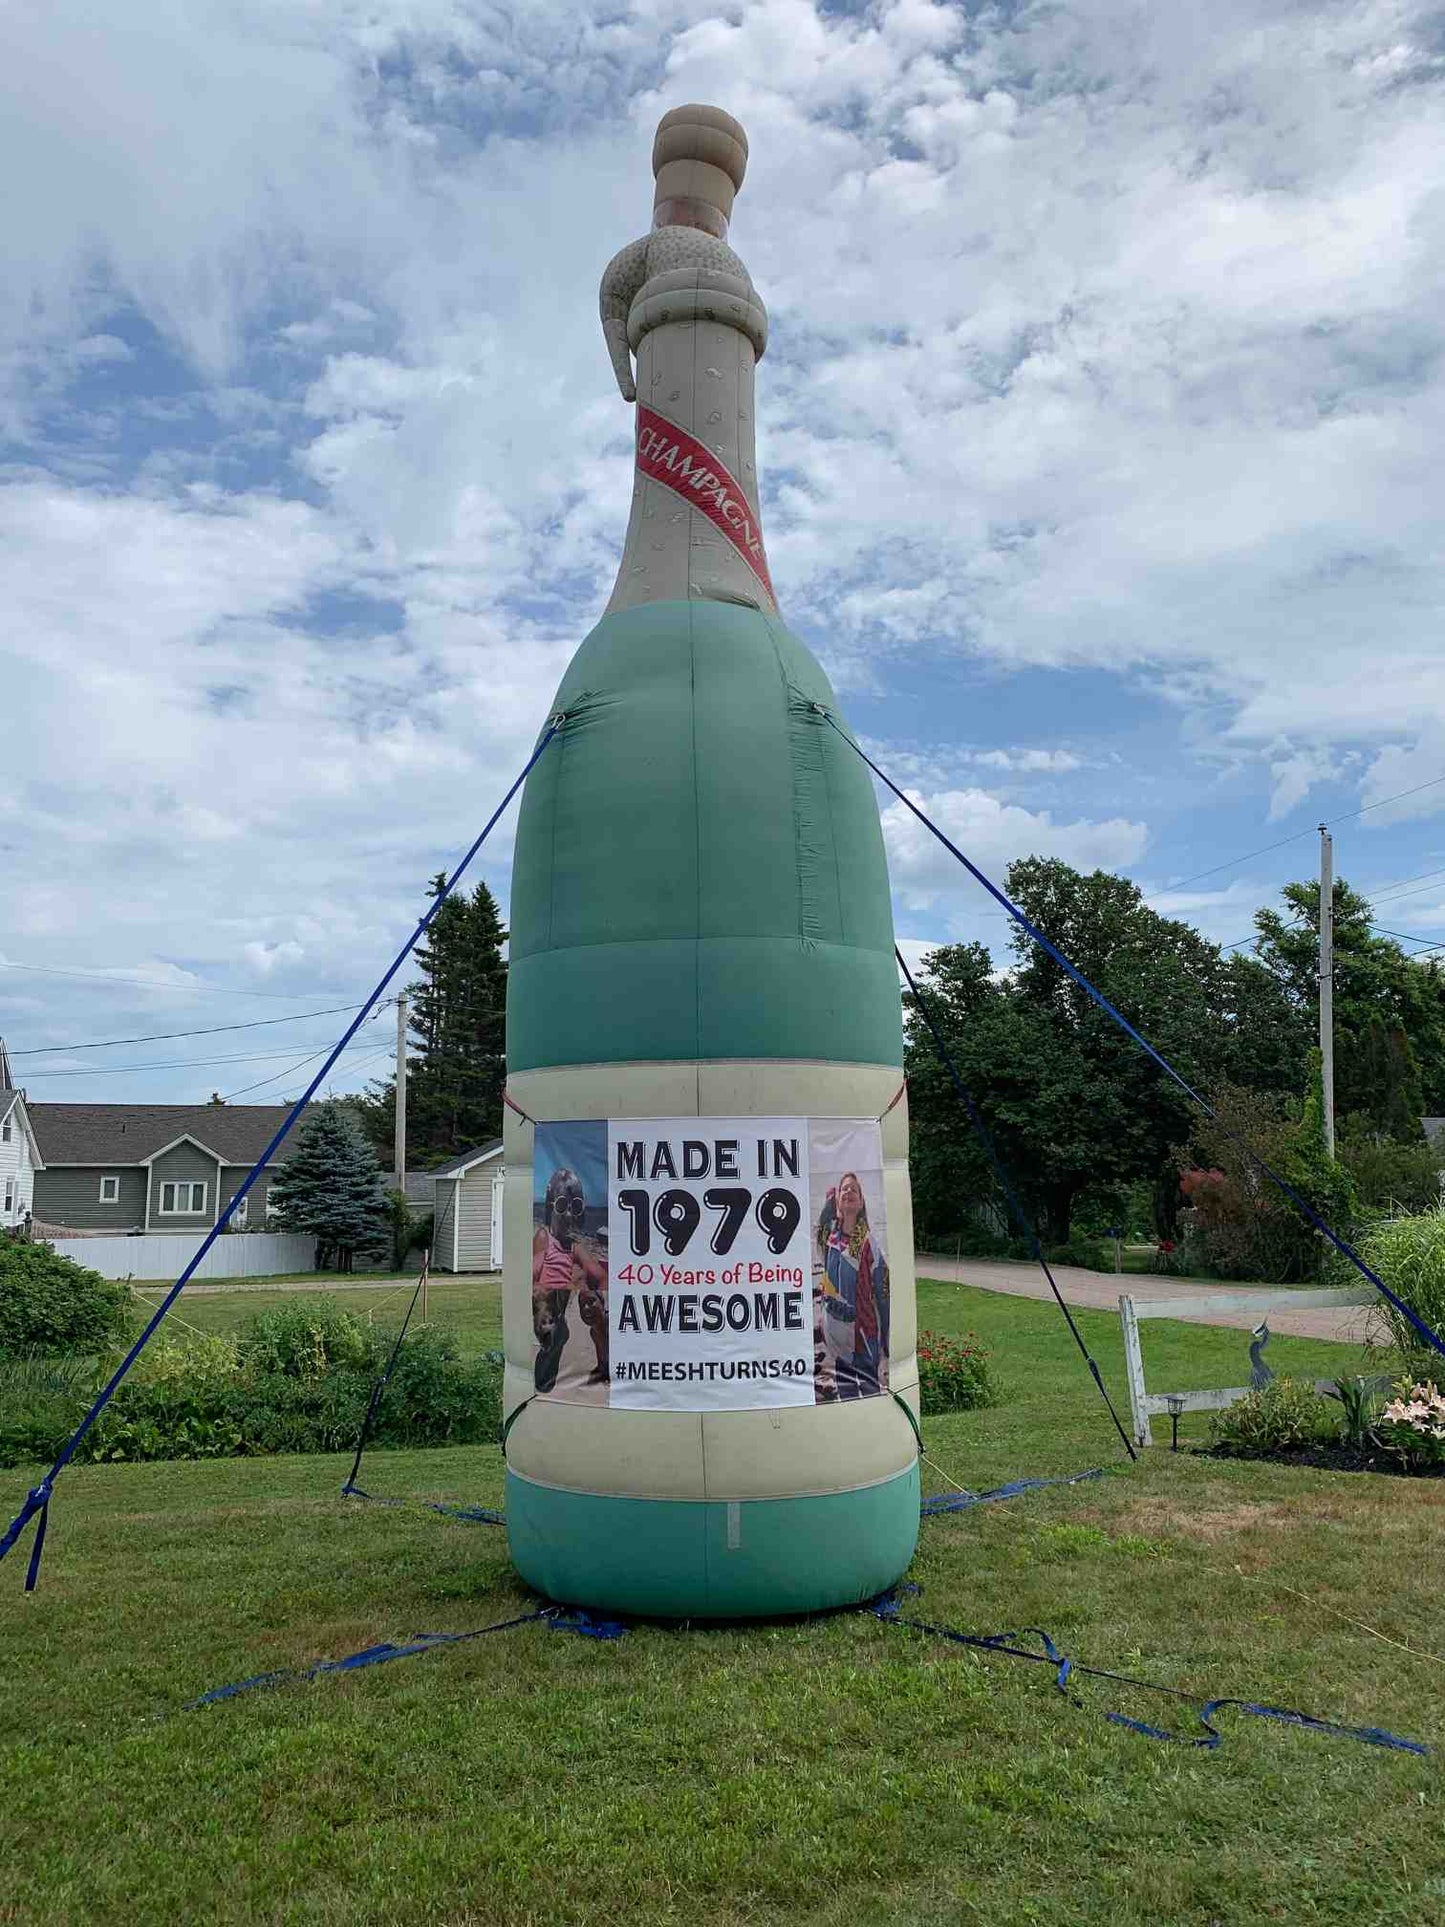 CHAMPAGNE
MADE IN
1979
40 Years of Being
AWESOME
#MEESHTURNS40